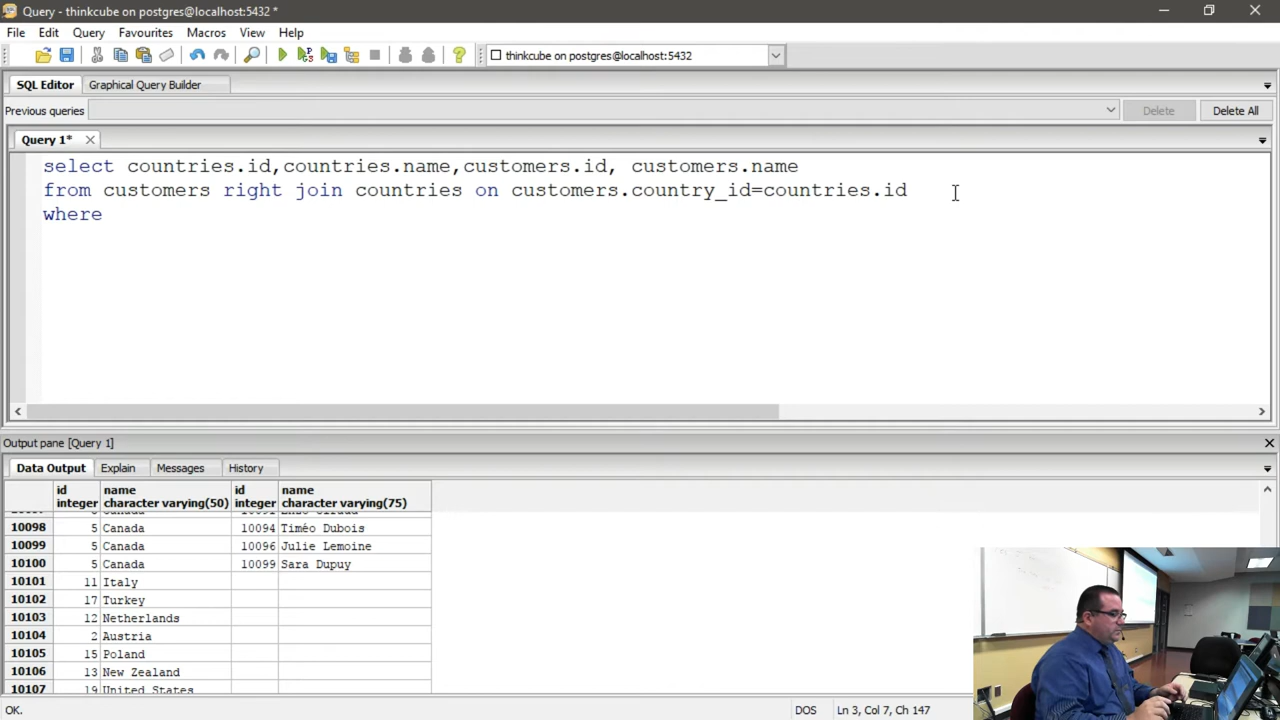 Query - thinkcube on postgres@localhost:5432 *
File Edit Query Favourites Macros View Help
thinkcube on postgres@localhost:5432
SQL Editor Graphical Query Builder
Previous queries Delete Delete All
Query 1*
select countries.id,countries.name,customers.id, customers.name
from customers right join countries on customers.country_id=countries.id
where
Output pane [Query 1]
Data Output Explain Messages History
id name id name
integer character varying(50) integer character varying(75)
10098 5 Canada 10094 Timéo Dubois
10099 5 Canada 10096 Julie Lemoine
10100 5 Canada 10099 Sara Dupuy
10101 11 Italy
10102 17 Turkey
10103 12 Netherlands
10104 2 Austria
10105 15 Poland
10106 13 New Zealand
10107 19 United States
OK. DOS Ln 3, Col 7, Ch 147